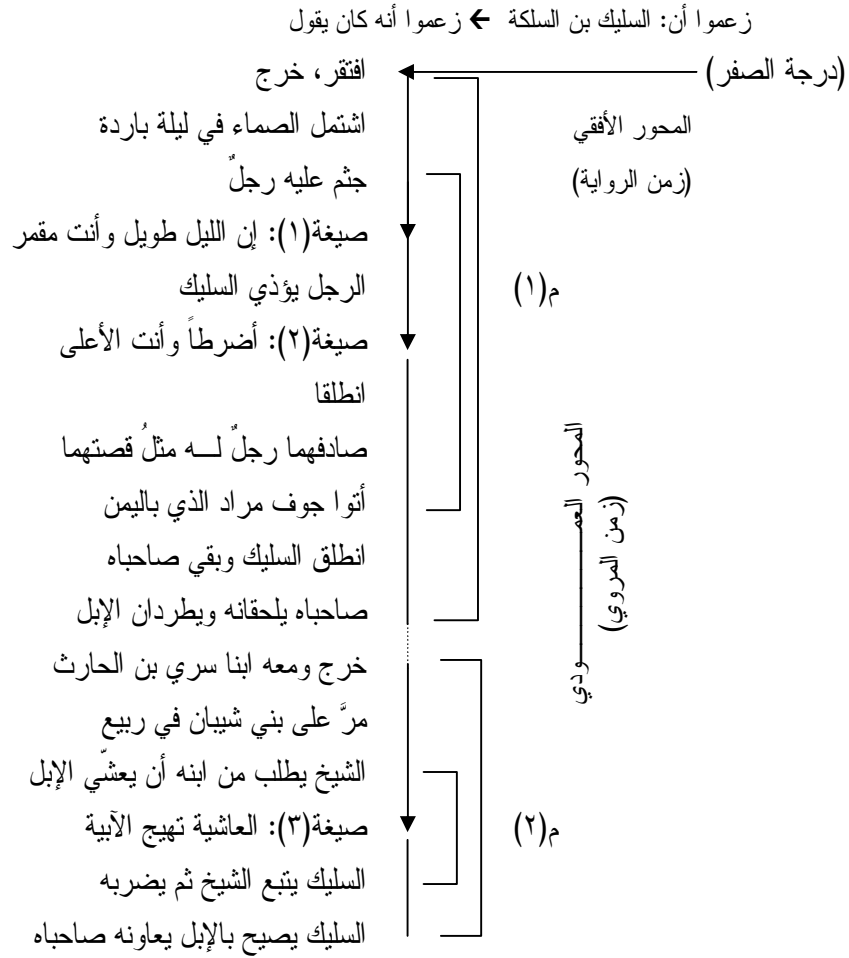 زعموا أن: السليك بن السلكة ← زعموا أنه كان يقول
(درجة الصفر) افتقر، خرج
المحور الأفقي اشتمل الصماء في ليلة باردة
(زمن الرواية) جثم عليه رجلٌ
صيغة(١): إن الليل طويل وأنت مقمر
م(١) الرجل يؤذي السليك
صيغة(٢): أضرطاً وأنت الأعلى
انطلقا
صادفهما رجلٌ لـــه مثلُ قصتهما
أتوا جوف مراد الذي باليمن
انطلق السليك وبقي صاحباه
صاحباه يلحقانه ويطردان الإبل
المحور العمـــــــــودي
(زمن المروي)
خرج ومعه ابنا سري بن الحارث
مرَّ على بني شيبان في ربيع
الشيخ يطلب من ابنه أن يعشّي الإبل
م(٢) صيغة(٣): العاشية تهيج الآبية
السليك يتبع الشيخ ثم يضربه
السليك يصيح بالإبل يعاونه صاحباه